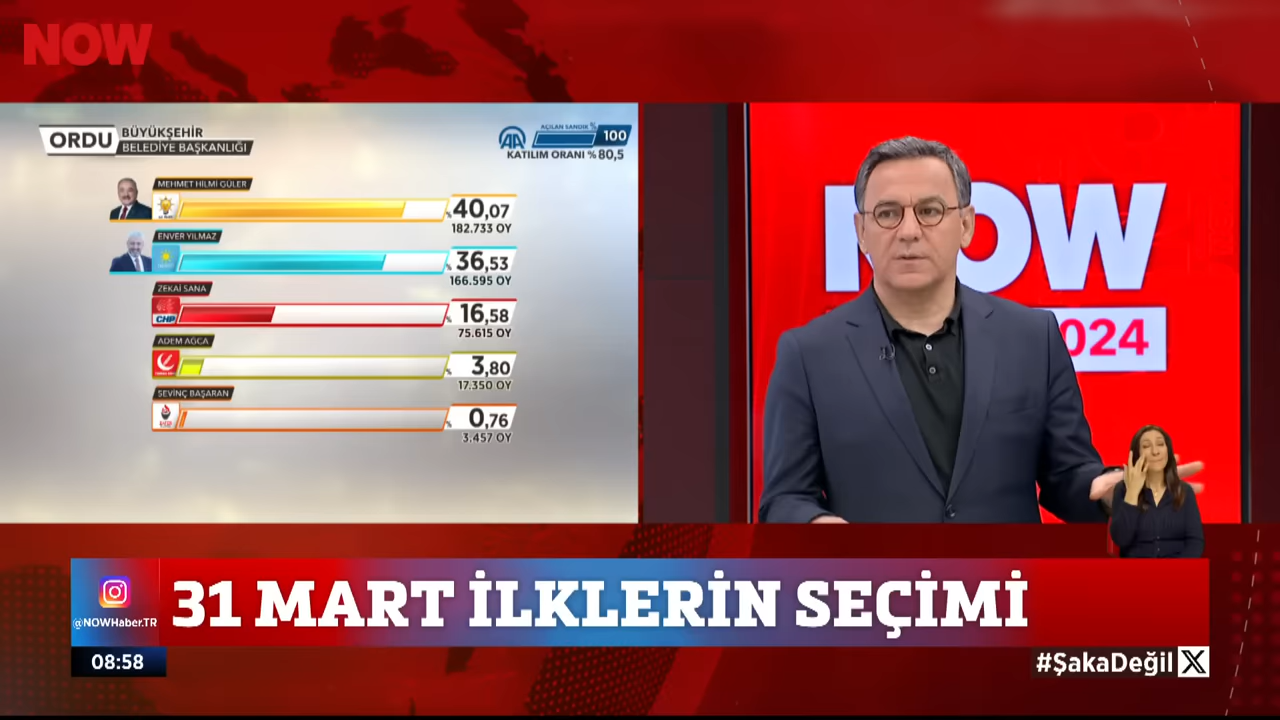 NOW
ORDU
BÜYÜKŞEHİR
BELEDİYE BAŞKANLIĞI
AA
AÇILAN SANDIK %
100
KATILIM ORANI %80,5
MEHMET HİLMİ GÜLER
%40,07
182.733 OY
ENVER YILMAZ
%36,53
166.595 OY
ZEKAİ SANA
CHP
%16,58
75.615 OY
ADEM AĞCA
%3,80
17.350 OY
SEVİNÇ BAŞARAN
%0,76
3.457 OY
NOW
024
@NOWHaber.TR
31 MART İLKLERİN SEÇİMİ
08:58
#ŞakaDeğil X